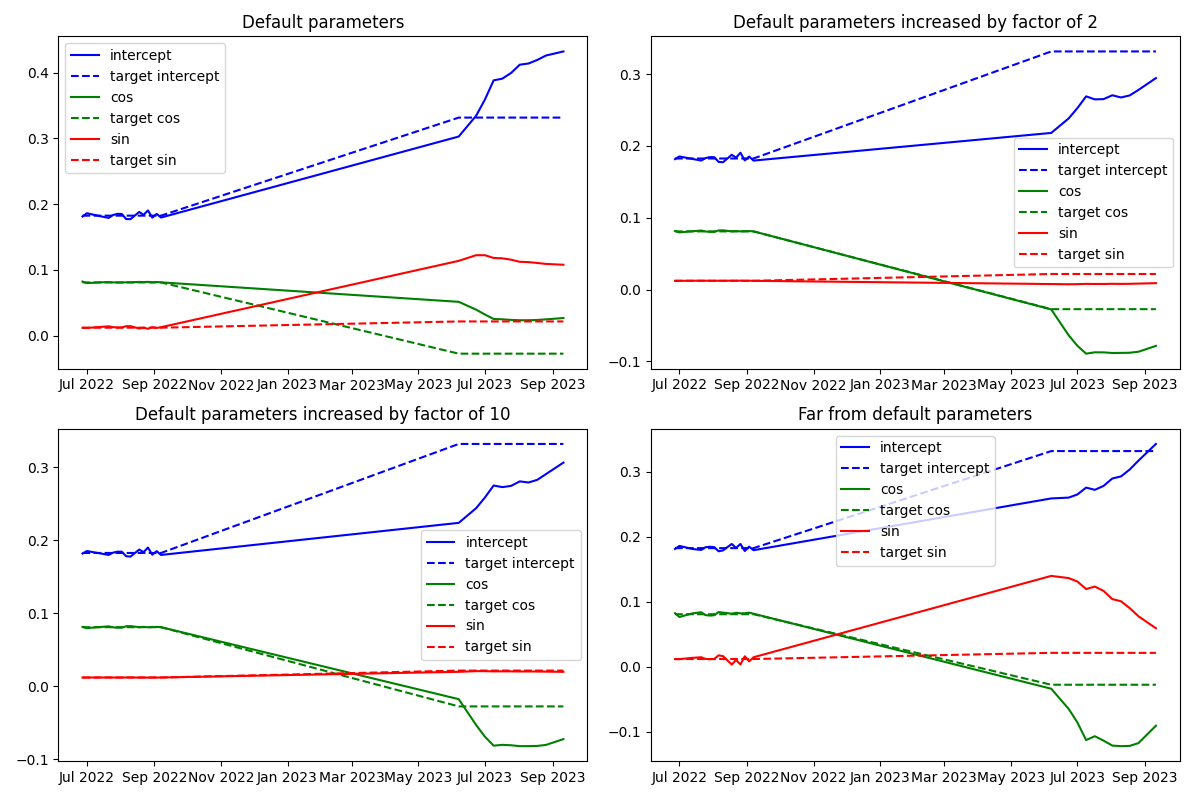 Default parameters
0.4
0.3
0.2
0.1
0.0
intercept
target intercept
cos
target cos
sin
target sin
Jul 2022 Sep 2022 Nov 2022 Jan 2023 Mar 2023 May 2023 Jul 2023 Sep 2023
Default parameters increased by factor of 2
0.3
0.2
0.1
0.0
−0.1
intercept
target intercept
cos
target cos
sin
target sin
Jul 2022 Sep 2022 Nov 2022 Jan 2023 Mar 2023 May 2023 Jul 2023 Sep 2023
Default parameters increased by factor of 10
0.3
0.2
0.1
0.0
−0.1
intercept
target intercept
cos
target cos
sin
target sin
Jul 2022 Sep 2022 Nov 2022 Jan 2023 Mar 2023 May 2023 Jul 2023 Sep 2023
Far from default parameters
0.3
0.2
0.1
0.0
−0.1
intercept
target intercept
cos
target cos
sin
target sin
Jul 2022 Sep 2022 Nov 2022 Jan 2023 Mar 2023 May 2023 Jul 2023 Sep 2023